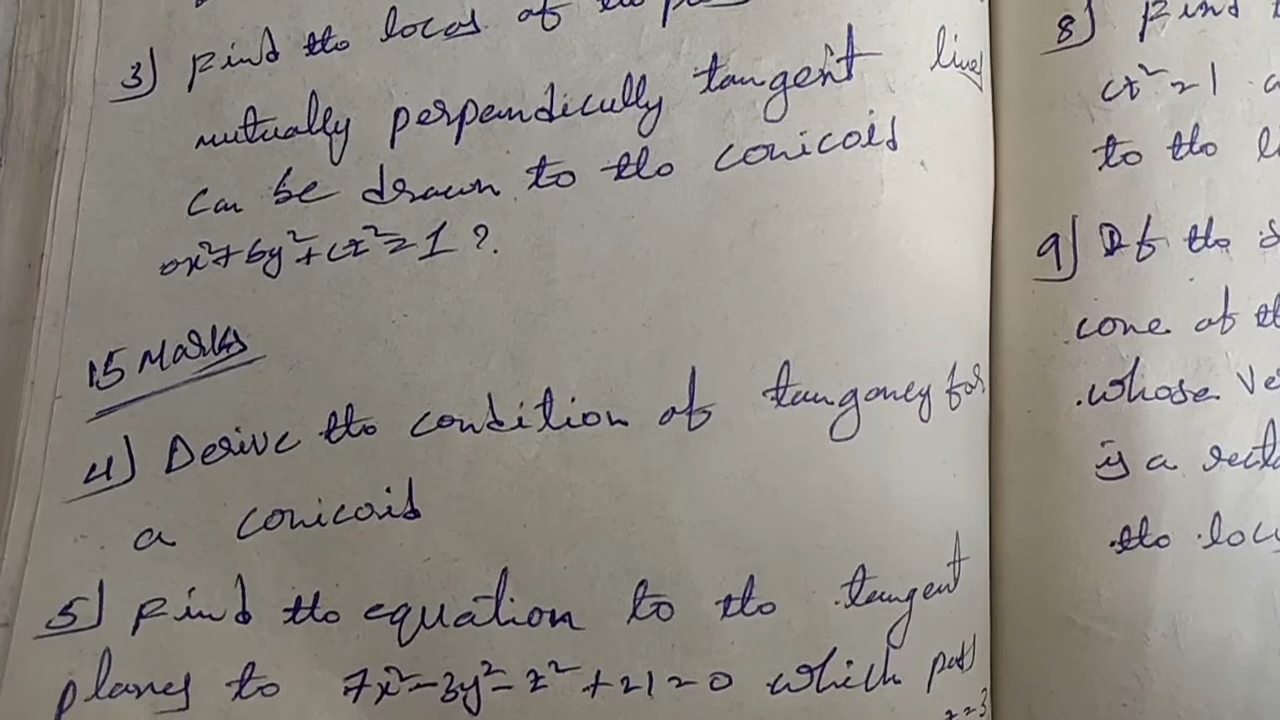 3) Find the locus of the
mutually perpendicully tangent lines
can be drawn to the conicoid
ax²+by²+cz²=1?
15 Marks
4) Derive the condition of tangency for
a conicoid
5) Find the equation to the tangent
planes to 7x²-3y²-z²+21=0 which pass
z=3
8) Find
cz²=1
to the
9) If the
cone of
whose
is a
the